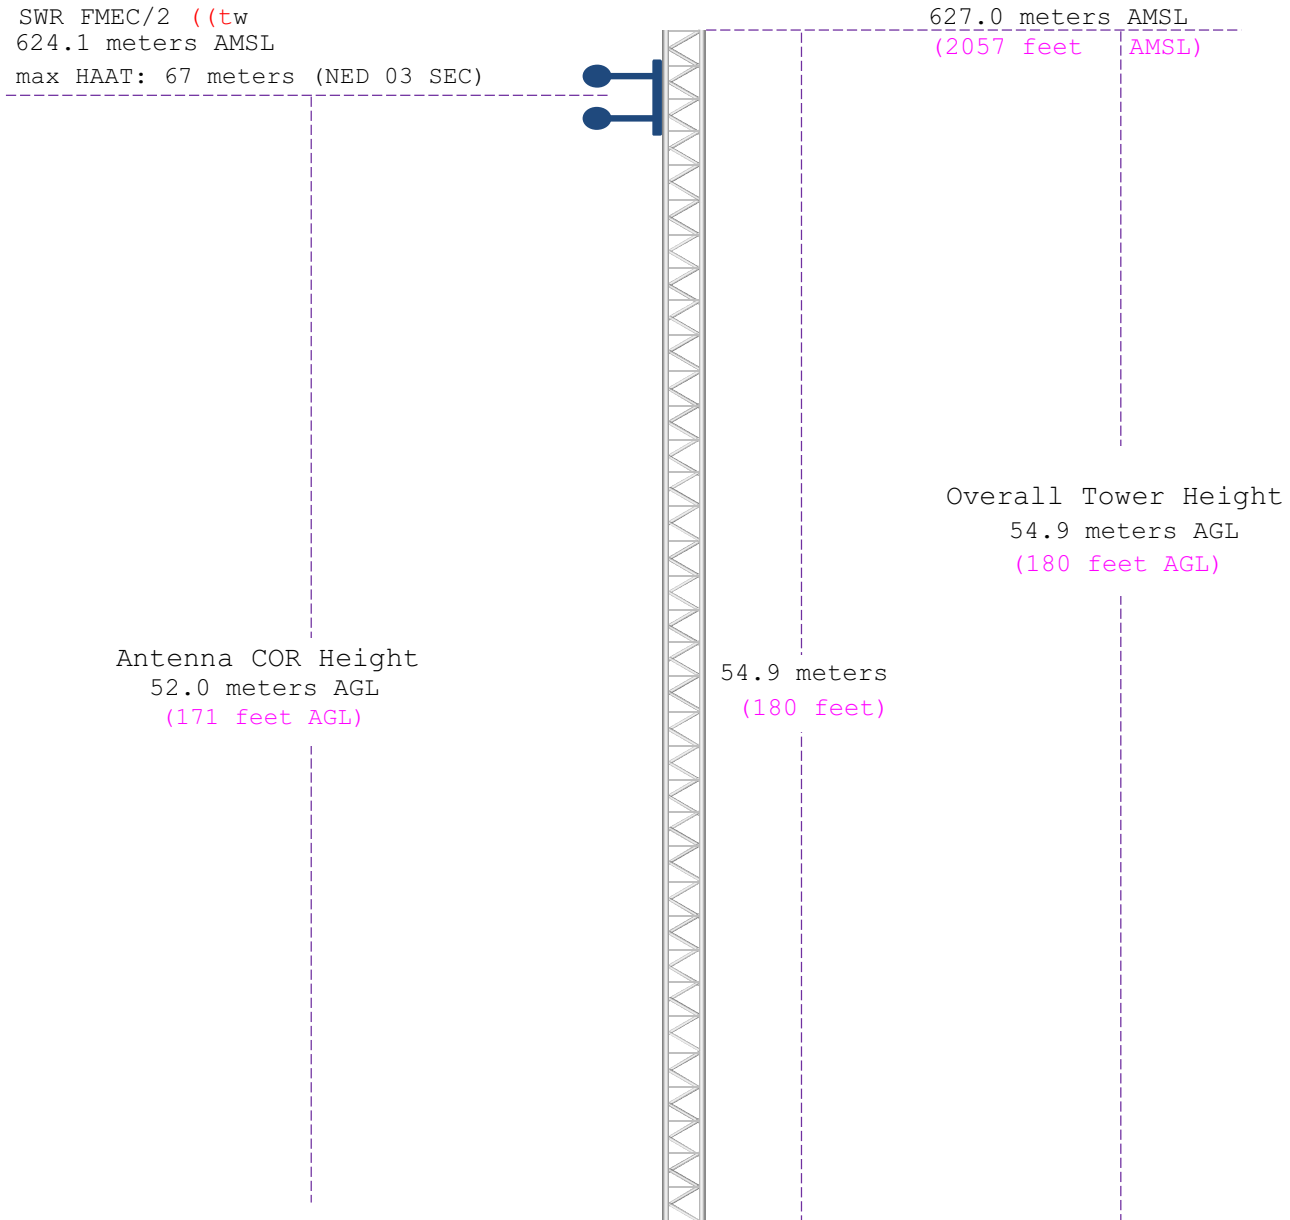 SWR FMEC/2 ((tw
624.1 meters AMSL
max HAAT: 67 meters (NED 03 SEC)
627.0 meters AMSL
(2057 feet AMSL)
Overall Tower Height
54.9 meters AGL
(180 feet AGL)
Antenna COR Height
52.0 meters AGL
(171 feet AGL)
54.9 meters
(180 feet)